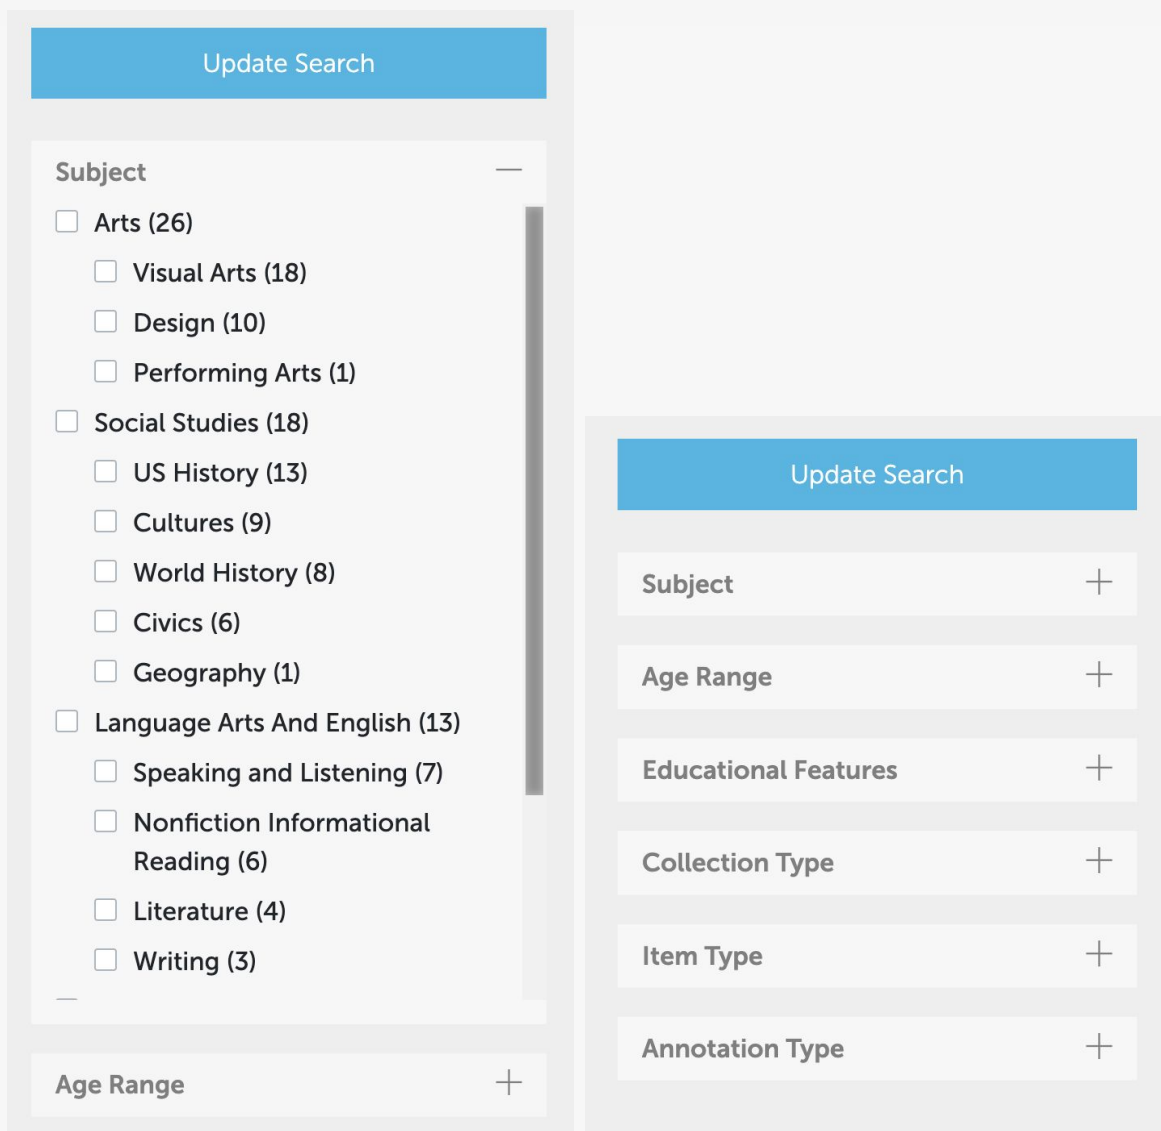 Update Search
Subject
Arts (26)
Visual Arts (18)
Design (10)
Performing Arts (1)
Social Studies (18)
US History (13)
Cultures (9)
World History (8)
Civics (6)
Geography (1)
Language Arts And English (13)
Speaking and Listening (7)
Nonfiction Informational
Reading (6)
Literature (4)
Writing (3)
Age Range
Update Search
Subject
Age Range
Educational Features
Collection Type
Item Type
Annotation Type